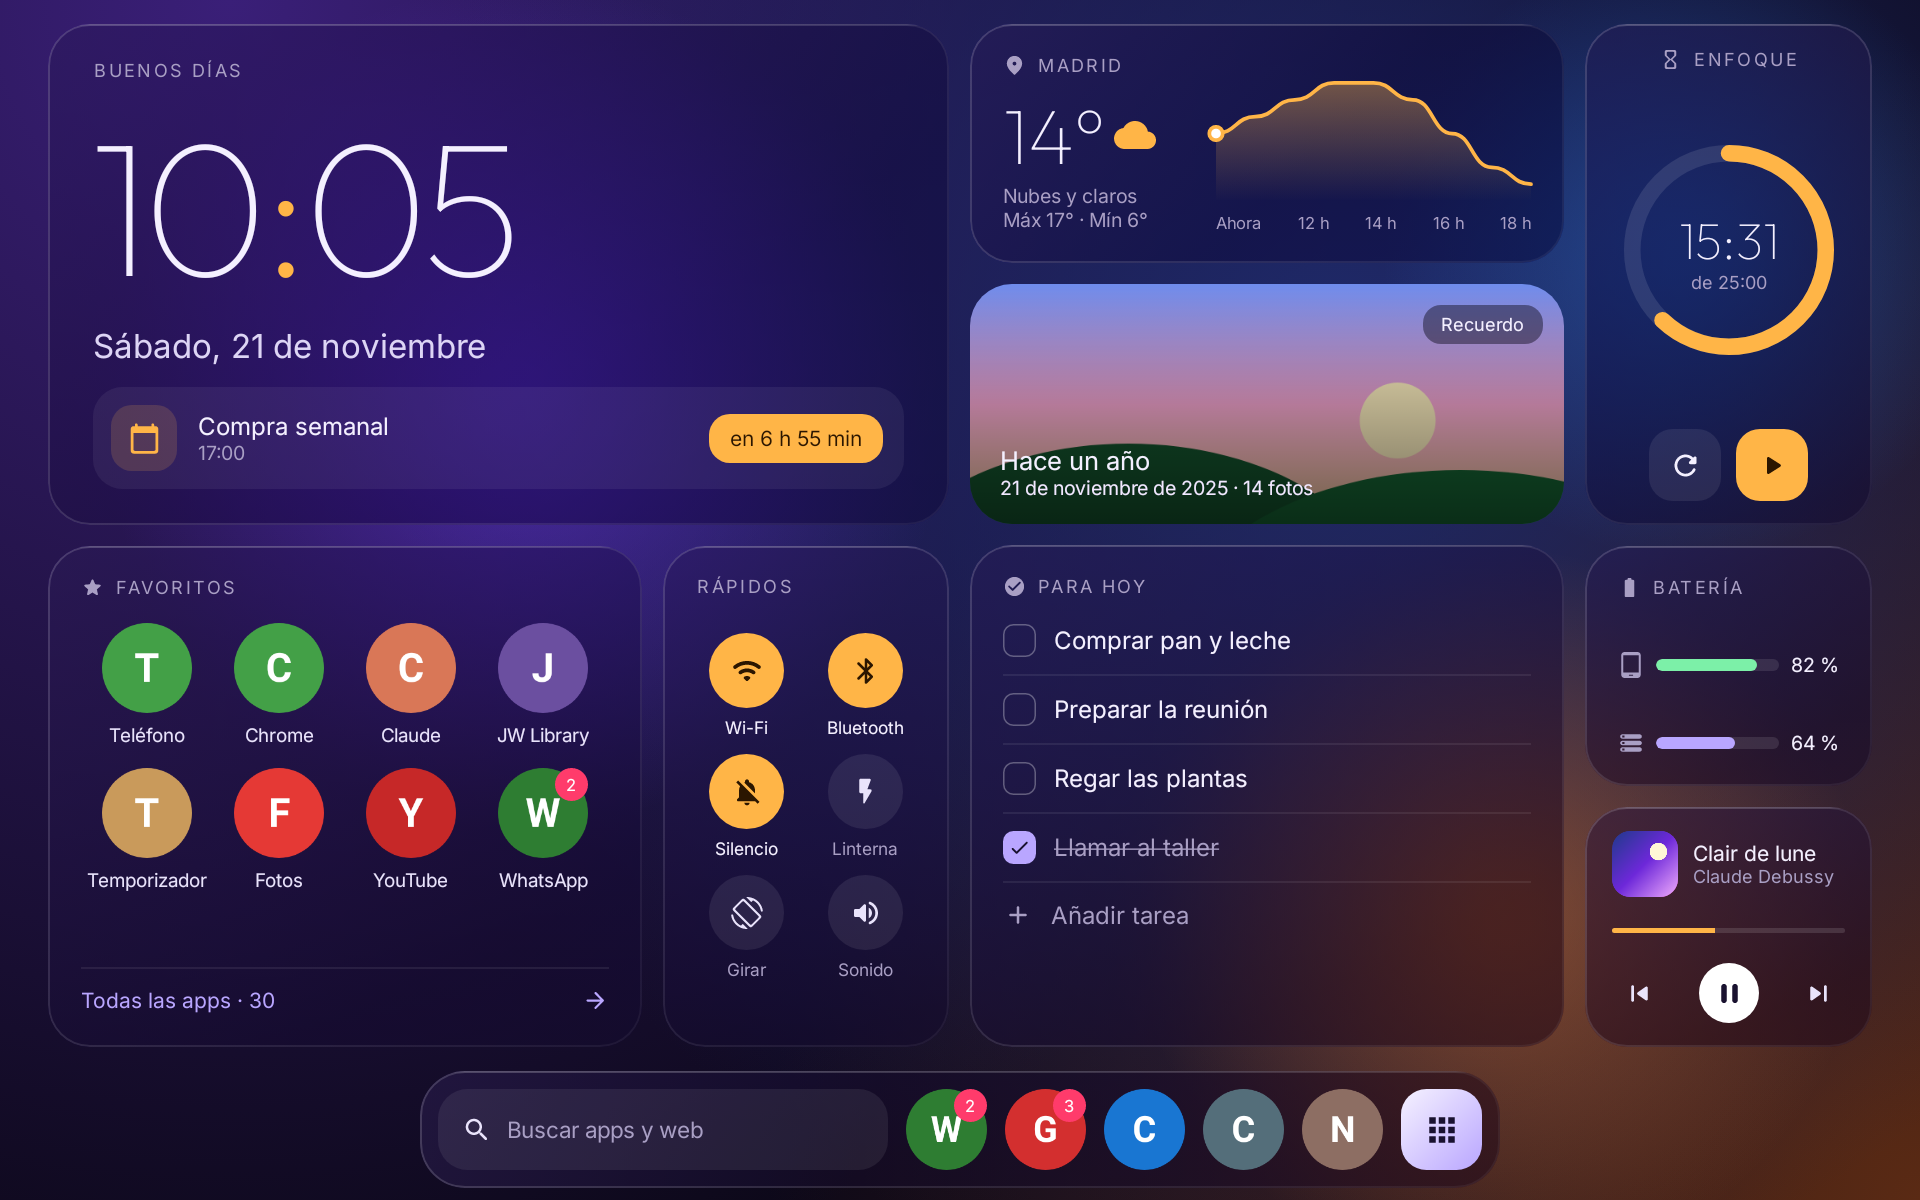 BUENOS DÍAS
10:05
Sábado, 21 de noviembre
Compra semanal
17:00
en 6 h 55 min
MADRID
14°
Nubes y claros
Máx 17° · Mín 6°
Ahora 12 h 14 h 16 h 18 h
Recuerdo
Hace un año
21 de noviembre de 2025 · 14 fotos
ENFOQUE
15:31
de 25:00
FAVORITOS
T C C J
Teléfono Chrome Claude JW Library
T F Y W 2
Temporizador Fotos YouTube WhatsApp
Todas las apps · 30
RÁPIDOS
Wi-Fi Bluetooth
Silencio Linterna
Girar Sonido
PARA HOY
Comprar pan y leche
Preparar la reunión
Regar las plantas
Llamar al taller
Añadir tarea
BATERÍA
82 %
64 %
Clair de lune
Claude Debussy
Buscar apps y web
W 2 G 3 C C N